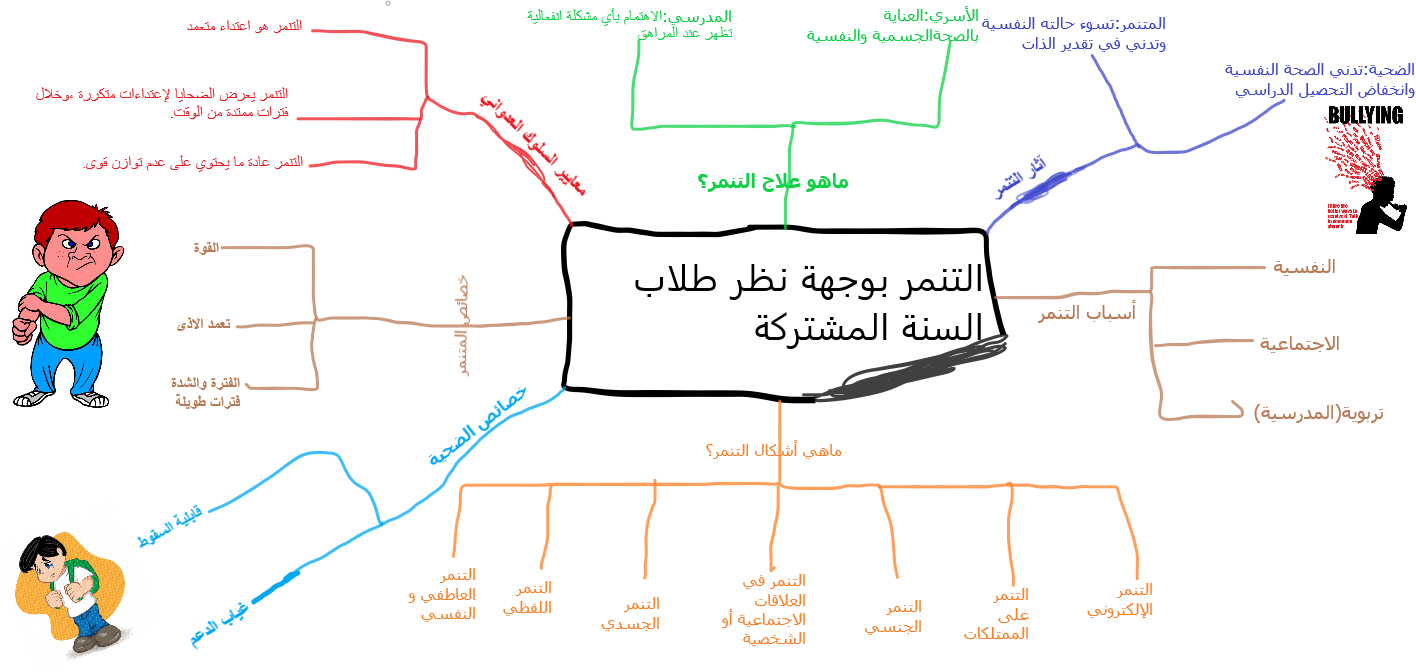 التنمر بوجهة نظر طلاب
السنة المشتركة
آثار التنمر
المتنمر:تسوء حالته النفسية
وتدني في تقدير الذات
الضحية:تدني الصحة النفسية
وانخفاض التحصيل الدراسي
BULLYING
ماهو علاج التنمر؟
الأسري:العناية
بالصحةالجسمية والنفسية
المدرسي:الاهتمام بأي مشكلة انفعالية
تظهر عند المراهق
معايير السلوك العدواني
التنمر هو اعتداء متعمد
التنمر يعرض الضحايا لإعتداءات متكررة ،وخلال
فترات ممتدة من الوقت.
التنمر عادة ما يحتوي على عدم توازن قوى.
أسباب التنمر
النفسية
الاجتماعية
تربوية(المدرسية)
خصائص المتنمر
القوة
تعمد الاذى
الفترة والشدة
فترات طويلة
خصائص الضحية
قابلية السقوط
غياب الدعم
ماهي أشكال التنمر؟
التنمر
الإلكتروني
التنمر
على
الممتلكات
التنمر
الجنسي
التنمر في
العلاقات
الاجتماعية أو
الشخصية
التنمر
الجسدي
التنمر
اللفظي
التنمر
العاطفي و
النفسي